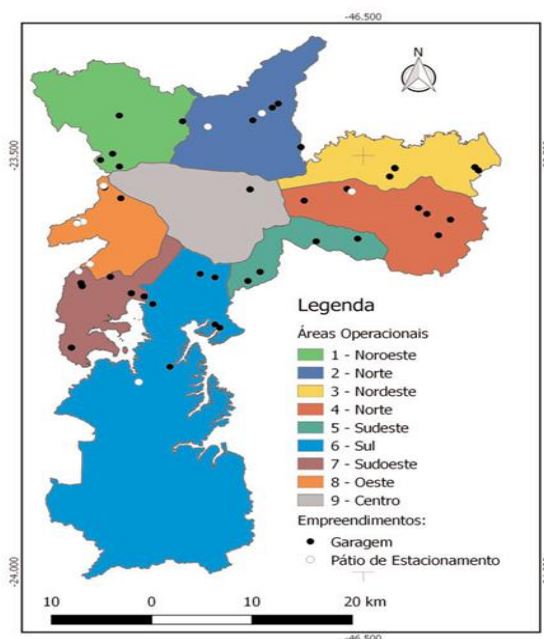 -46.500
N
-23.500
Legenda
Áreas Operacionais
1 - Noroeste
2 - Norte
3 - Nordeste
4 - Norte
5 - Sudeste
6 - Sul
7 - Sudoeste
8 - Oeste
9 - Centro
Empreendimentos:
Garagem
Pátio de Estacionamento
-24.000
10 0 10 20 km
-46.500